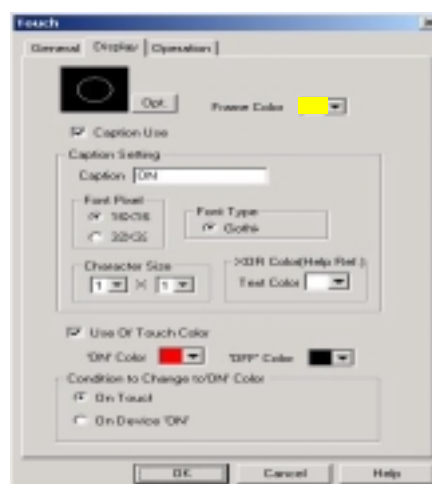 Touch
General Display Operation
Opt.
Frame Color
Caption Use
Caption Setting
Caption ON
Font Pixel
Font Type
16X16
Gothic
32X32
Character Size
XOR Color(Help Ref.)
1 X 1
Text Color
Use Of Touch Color
'ON' Color 'OFF' Color
Condition to Change to 'ON' Color
On Touch
On Device 'ON'
OK Cancel Help